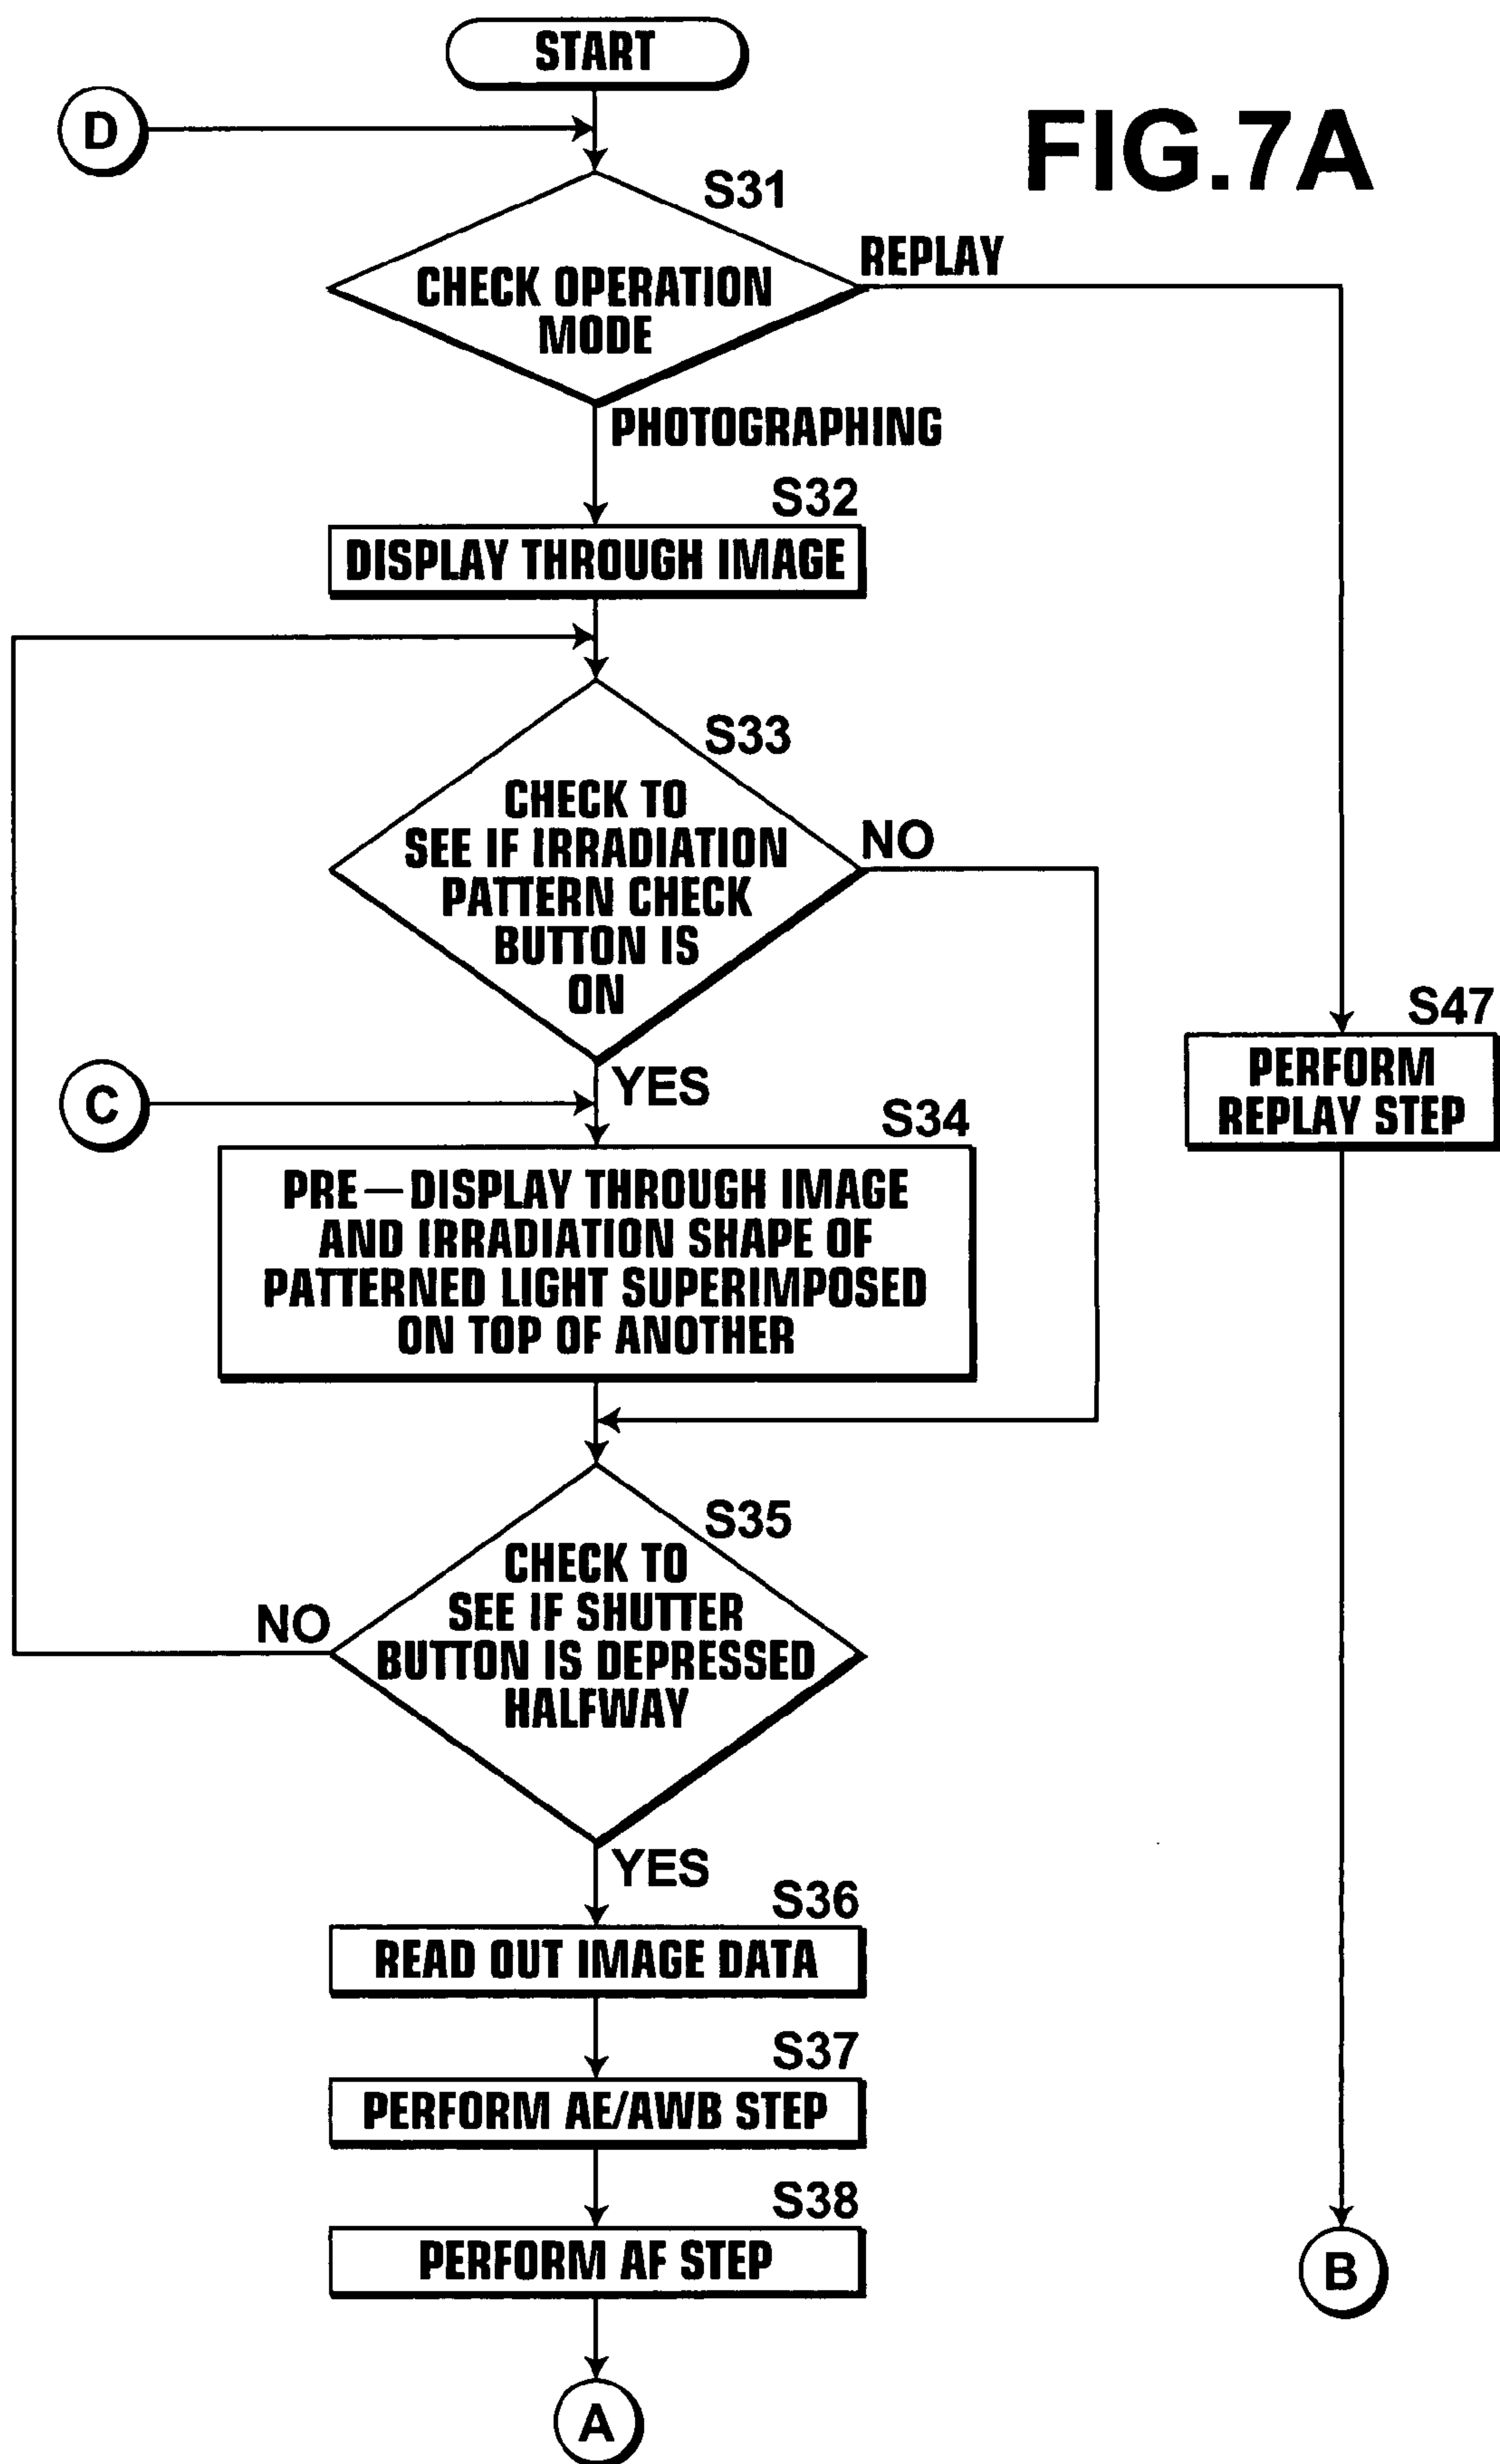 START
D
FIG.7A
S31
REPLAY
CHECK OPERATION
MODE
PHOTOGRAPHING
S32
DISPLAY THROUGH IMAGE
S33
CHECK TO
SEE IF IRRADIATION
PATTERN CHECK
BUTTON IS
ON
NO
S47
PERFORM
REPLAY STEP
YES
C
S34
PRE—DISPLAY THROUGH IMAGE
AND IRRADIATION SHAPE OF
PATTERNED LIGHT SUPERIMPOSED
ON TOP OF ANOTHER
S35
CHECK TO
SEE IF SHUTTER
BUTTON IS DEPRESSED
HALFWAY
NO
YES
S36
READ OUT IMAGE DATA
S37
PERFORM AE/AWB STEP
S38
PERFORM AF STEP
B
A